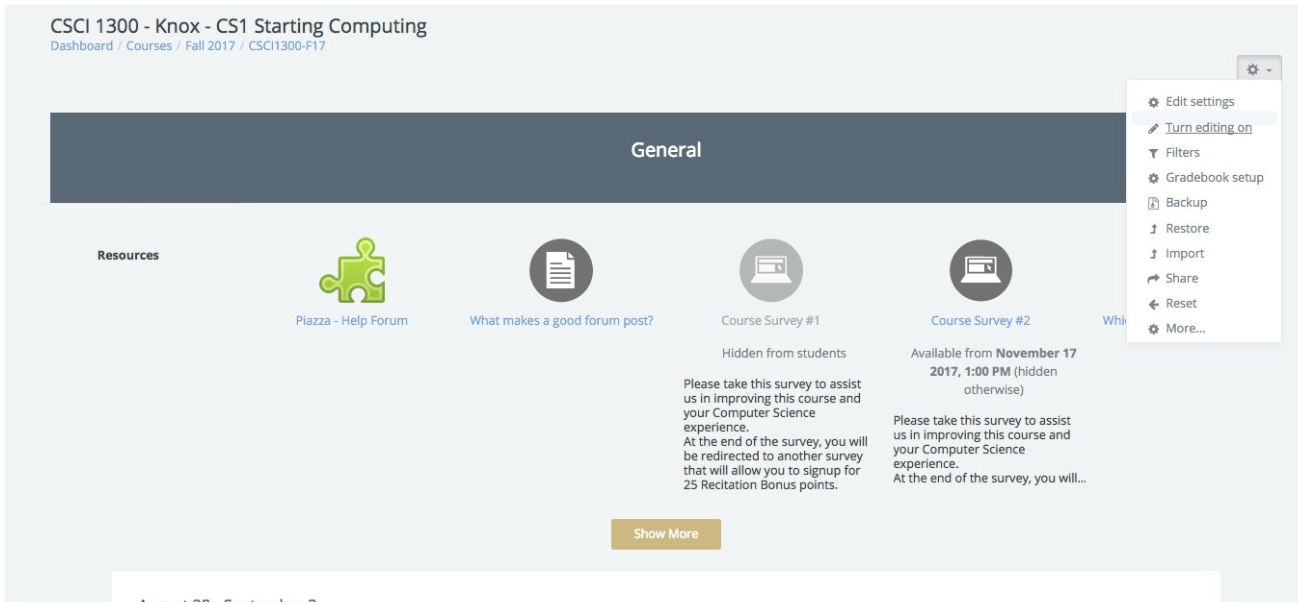 CSCI 1300 - Knox - CS1 Starting Computing
Dashboard / Courses / Fall 2017 / CSCI1300-F17
Edit settings
Turn editing on
Filters
Gradebook setup
Backup
Restore
Import
Share
Reset
More...
General
Resources
Piazza - Help Forum
What makes a good forum post?
Course Survey #1
Hidden from students
Please take this survey to assist
us in improving this course and
your Computer Science
experience.
At the end of the survey, you will
be redirected to another survey
that will allow you to signup for
25 Recitation Bonus points.
Course Survey #2
Available from November 17
2017, 1:00 PM (hidden
otherwise)
Please take this survey to assist
us in improving this course and
your Computer Science
experience.
At the end of the survey, you will...
Show More